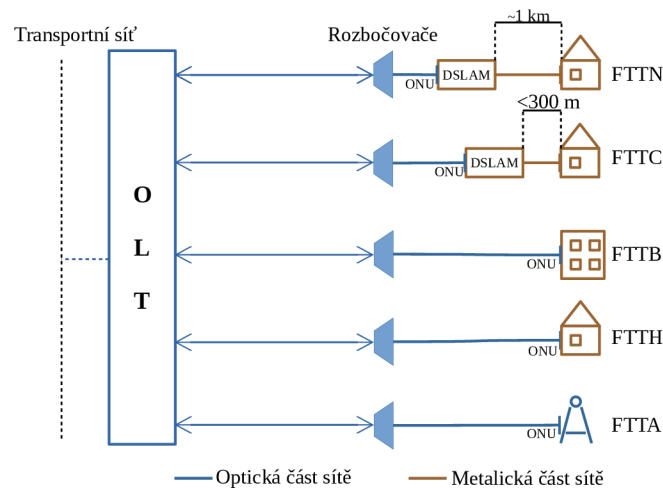 ~1 km
Transportní síť
Rozbočovače
ONU
DSLAM
FTTN
<300 m
ONU
DSLAM
FTTC
O
L
T
ONU
FTTB
ONU
FTTH
ONU
FTTA
Optická část sítě
Metalická část sítě